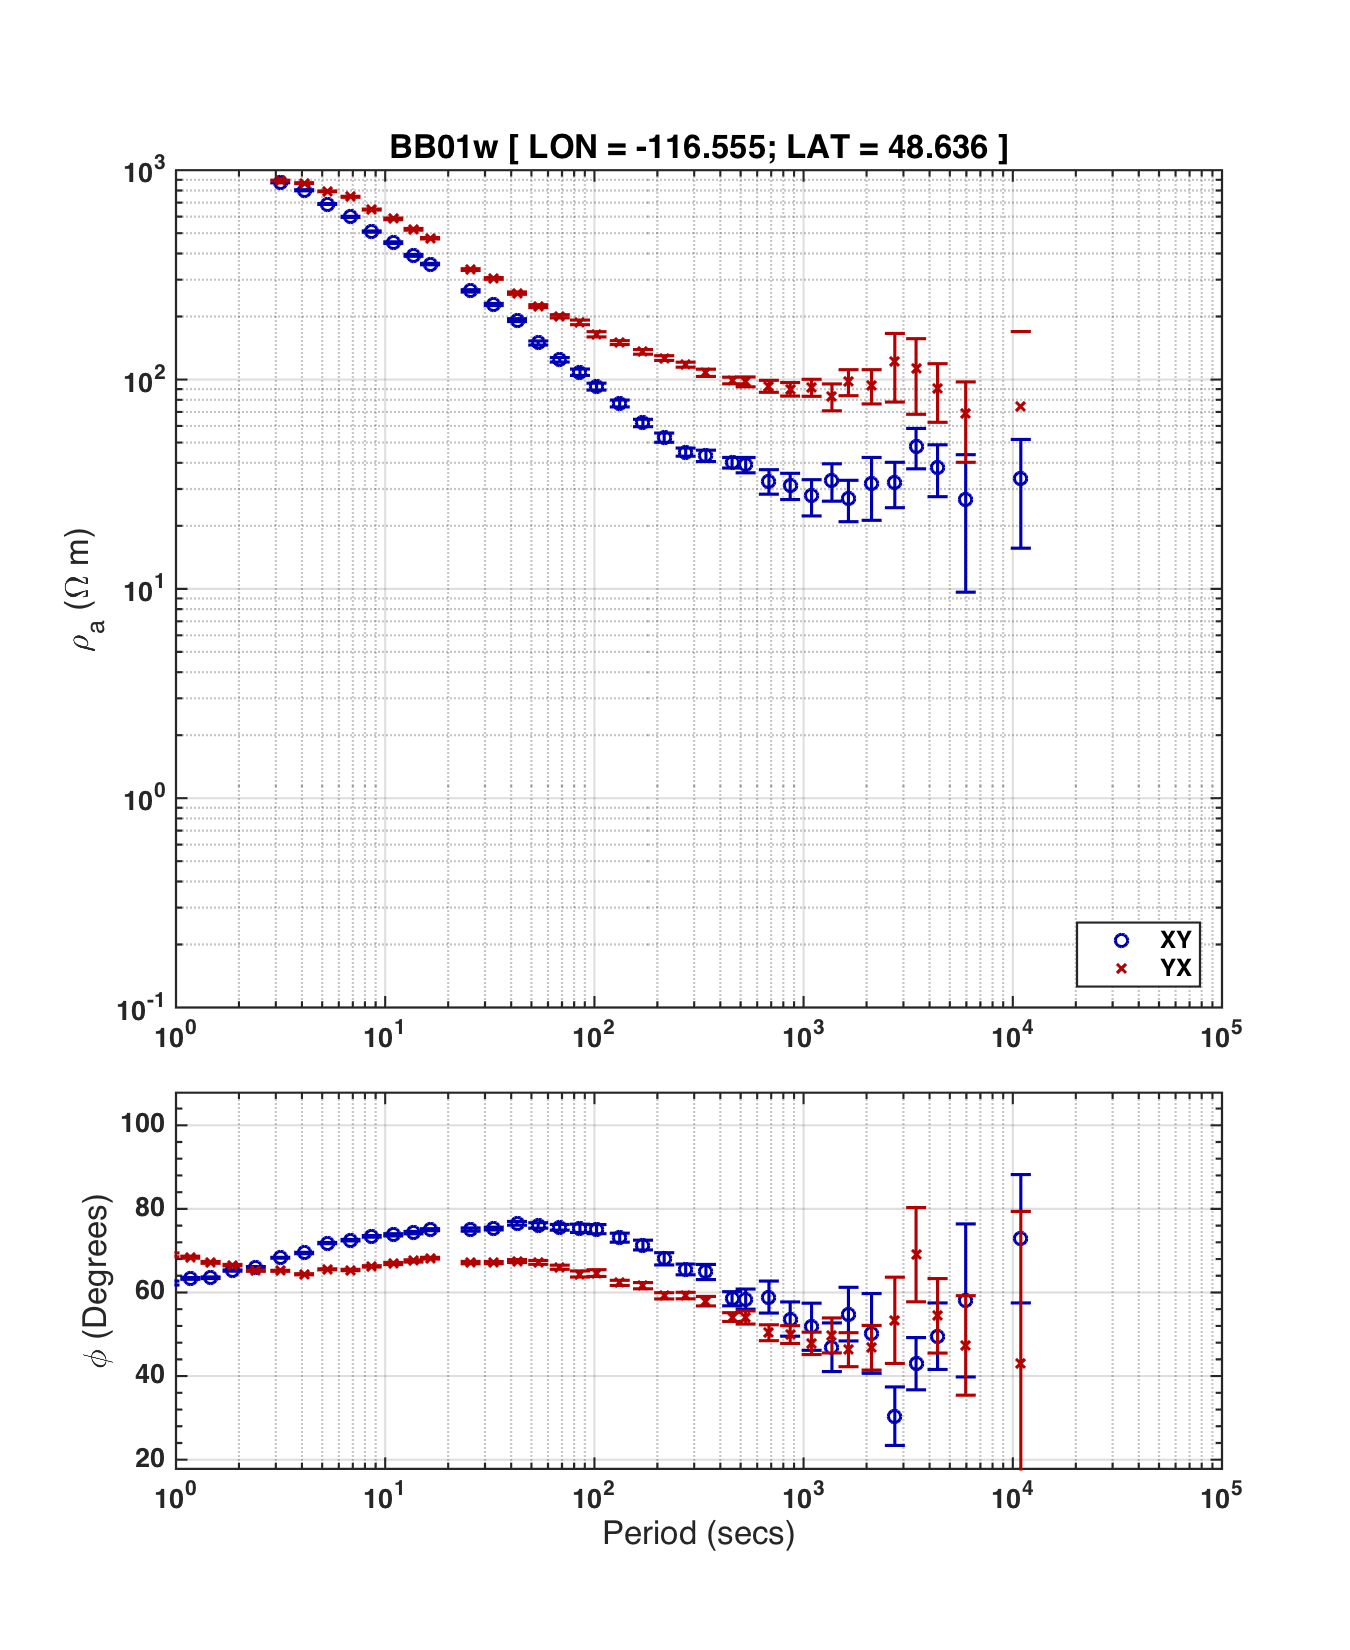 BB01w [ LON = -116.555; LAT = 48.636 ]
10³
10²
10¹
10⁰
10⁻¹
ρₐ (Ω m)
XY
YX
10⁰ 10¹ 10² 10³ 10⁴ 10⁵
100
80
60
40
20
ϕ (Degrees)
10⁰ 10¹ 10² 10³ 10⁴ 10⁵
Period (secs)